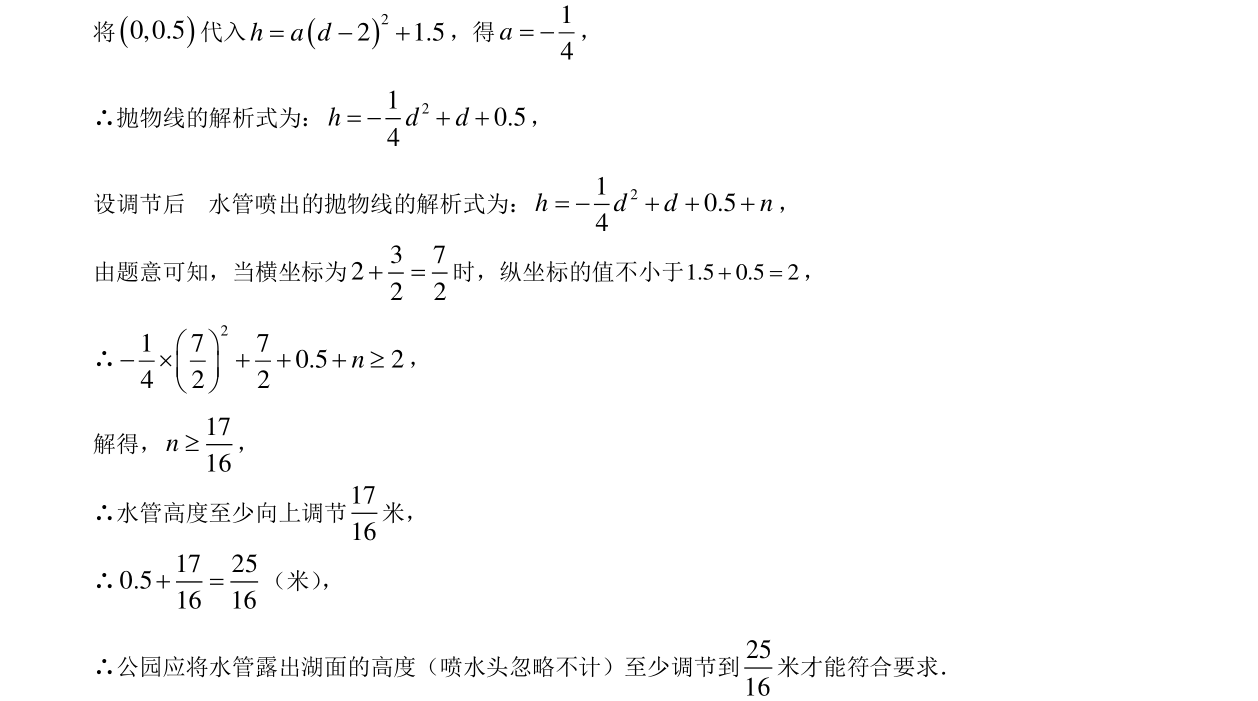 将(0,0.5)代入h=a(d−2)²+1.5，得a=−1/4，
∴抛物线的解析式为：h=−1/4d²+d+0.5，
设调节后 水管喷出的抛物线的解析式为：h=−1/4d²+d+0.5+n，
由题意可知，当横坐标为2+3/2=7/2时，纵坐标的值不小于1.5+0.5=2，
∴−1/4×(7/2)²+7/2+0.5+n≥2，
解得，n≥17/16，
∴水管高度至少向上调节17/16米，
∴0.5+17/16=25/16（米），
∴公园应将水管露出湖面的高度（喷水头忽略不计）至少调节到25/16米才能符合要求．